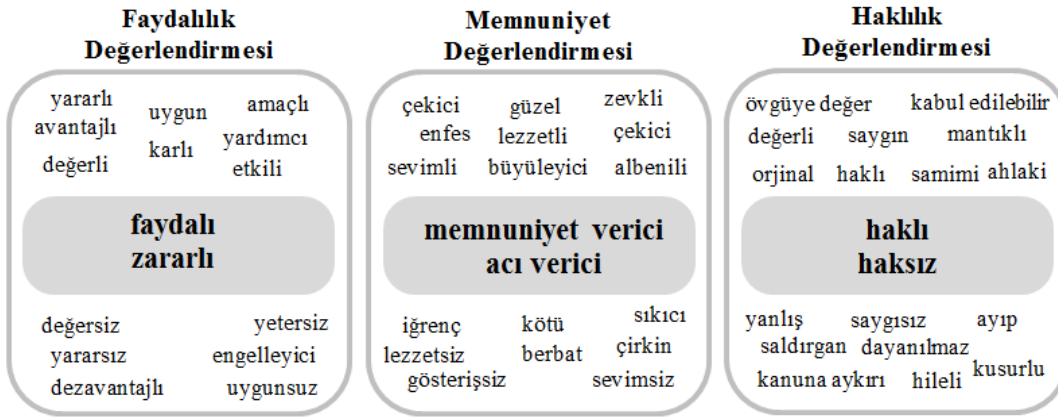 Faydalılık
Değerlendirmesi
yararlı uygun amaçlı
avantajlı yardımcı
değerli karlı etkili
faydalı
zararlı
değersiz yetersiz
yararsız engelleyici
dezavantajlı uygunsuz
Memnuniyet
Değerlendirmesi
çekici güzel zevkli
enfes lezzetli çekici
sevimli büyüleyici albenili
memnuniyet verici
acı verici
iğrenç kötü sıkıcı
lezzetsiz berbat çirkin
gösterişsiz sevimsiz
Haklılık
Değerlendirmesi
övgüye değer kabul edilebilir
değerli saygın mantıklı
orjinal haklı samimi ahlaki
haklı
haksız
yanlış saygısız ayıp
saldırgan dayanılmaz
kanuna aykırı hileli kusurlu